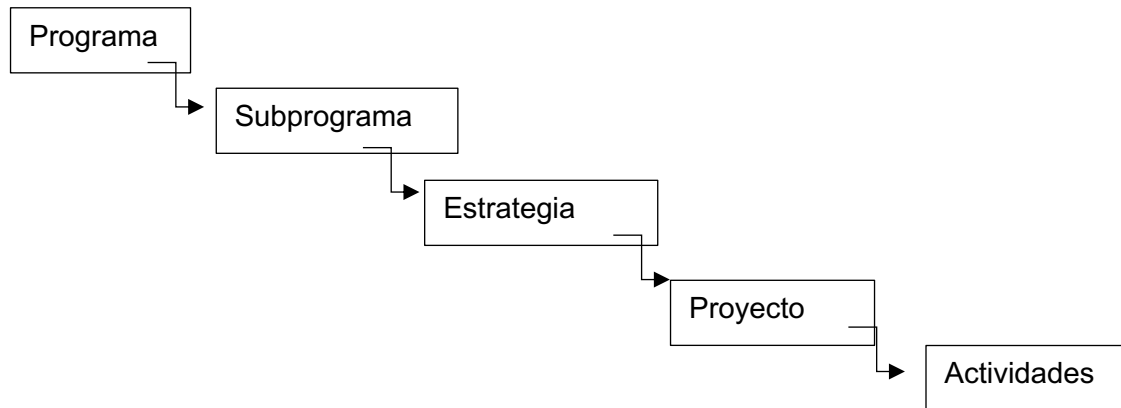 Programa
Subprograma
Estrategia
Proyecto
Actividades